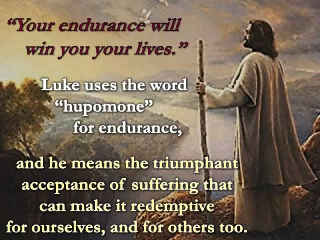 “Your endurance will
win you your lives.”
Luke uses the word
“hupomone”
for endurance,
and he means the triumphant
acceptance of suffering that
can make it redemptive
for ourselves, and for others too.